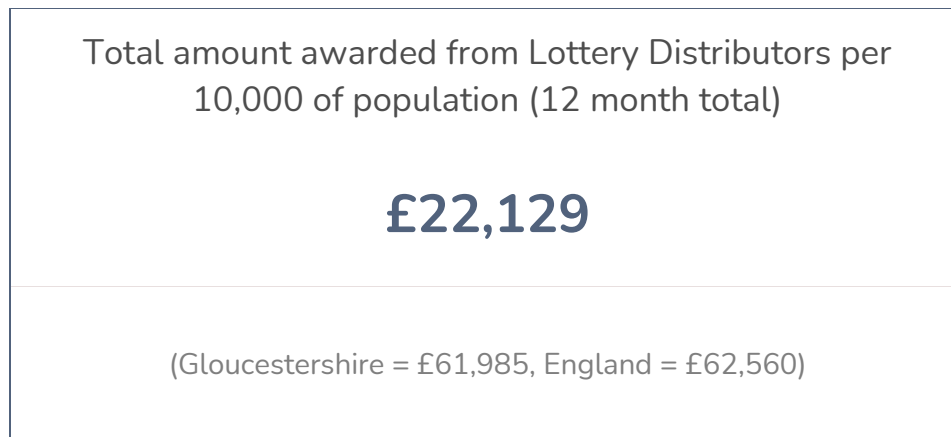 Total amount awarded from Lottery Distributors per
10,000 of population (12 month total)
£22,129
(Gloucestershire = £61,985, England = £62,560)